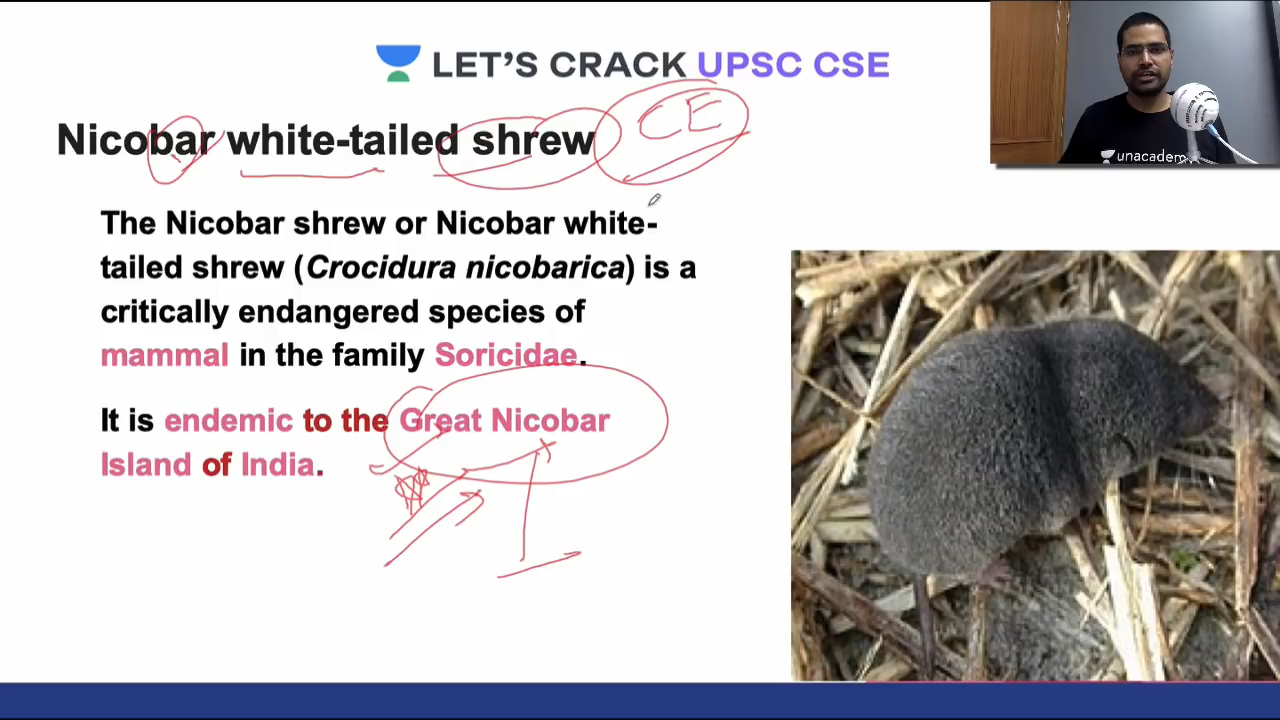 LET'S CRACK UPSC CSE
Nicobar white-tailed shrew
CE
unacadem
The Nicobar shrew or Nicobar white-
tailed shrew (Crocidura nicobarica) is a
critically endangered species of
mammal in the family Soricidae.
It is endemic to the Great Nicobar
Island of India.